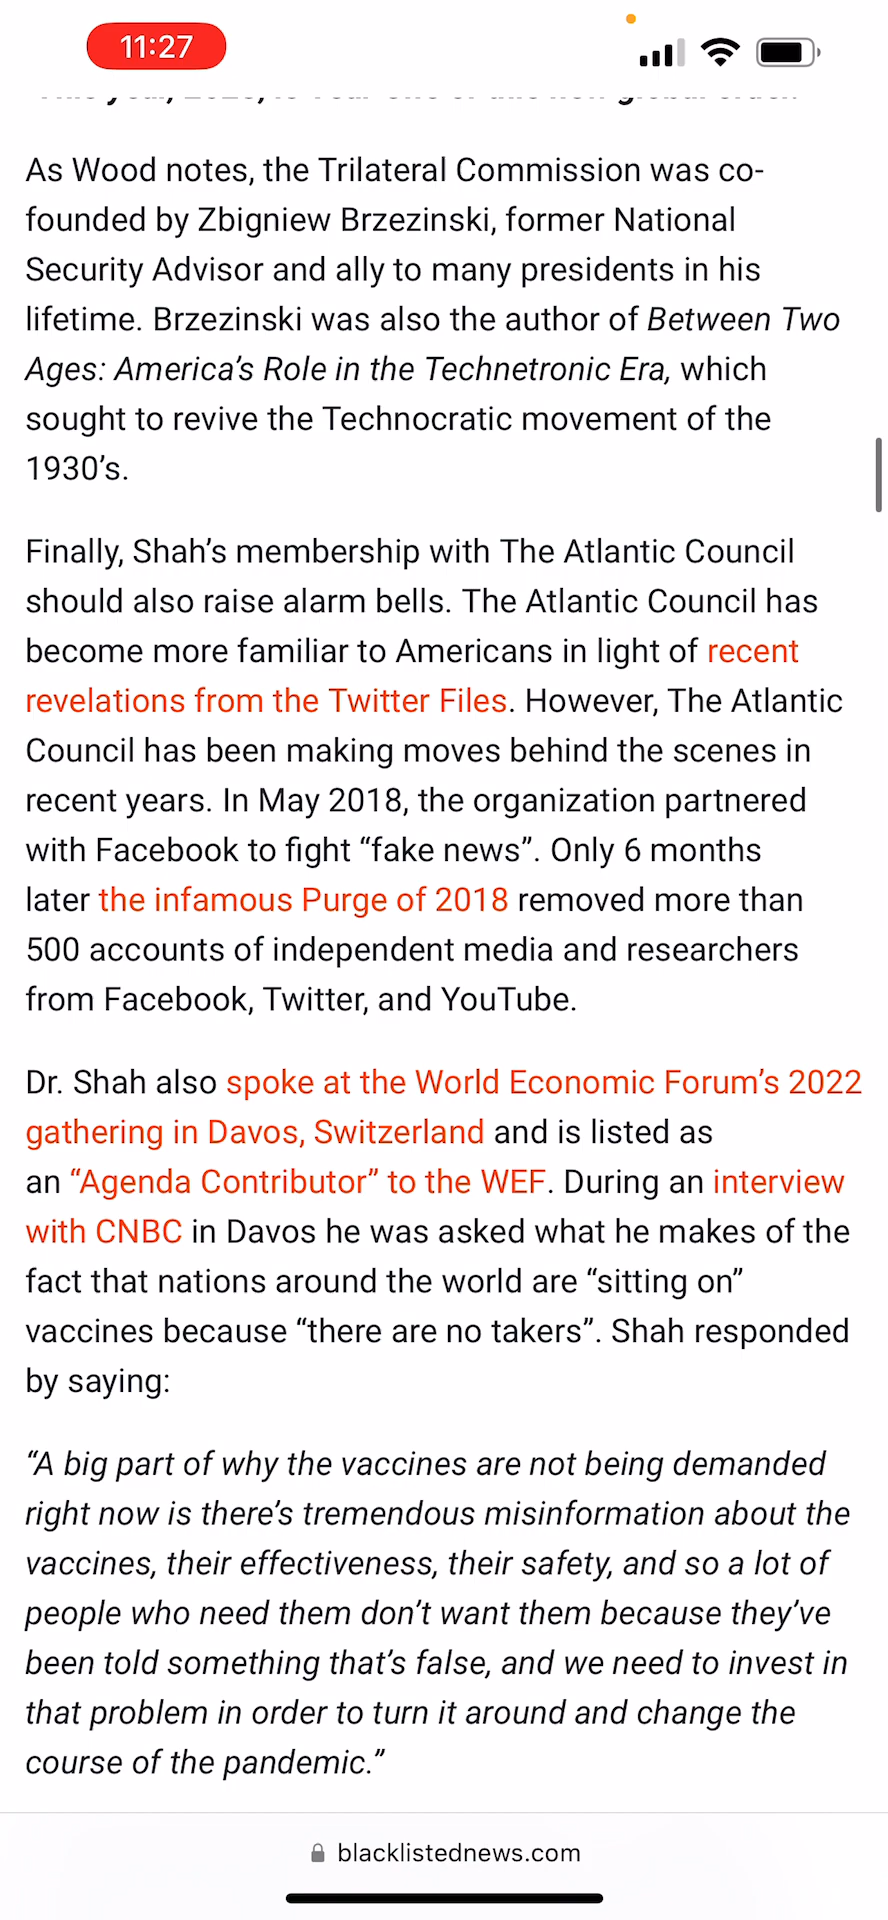 11:27
As Wood notes, the Trilateral Commission was co-
founded by Zbigniew Brzezinski, former National
Security Advisor and ally to many presidents in his
lifetime. Brzezinski was also the author of Between Two
Ages: America’s Role in the Technetronic Era, which
sought to revive the Technocratic movement of the
1930’s.
Finally, Shah’s membership with The Atlantic Council
should also raise alarm bells. The Atlantic Council has
become more familiar to Americans in light of recent
revelations from the Twitter Files. However, The Atlantic
Council has been making moves behind the scenes in
recent years. In May 2018, the organization partnered
with Facebook to fight “fake news”. Only 6 months
later the infamous Purge of 2018 removed more than
500 accounts of independent media and researchers
from Facebook, Twitter, and YouTube.
Dr. Shah also spoke at the World Economic Forum’s 2022
gathering in Davos, Switzerland and is listed as
an “Agenda Contributor” to the WEF. During an interview
with CNBC in Davos he was asked what he makes of the
fact that nations around the world are “sitting on”
vaccines because “there are no takers”. Shah responded
by saying:
“A big part of why the vaccines are not being demanded
right now is there’s tremendous misinformation about the
vaccines, their effectiveness, their safety, and so a lot of
people who need them don’t want them because they’ve
been told something that’s false, and we need to invest in
that problem in order to turn it around and change the
course of the pandemic.”
blacklistednews.com